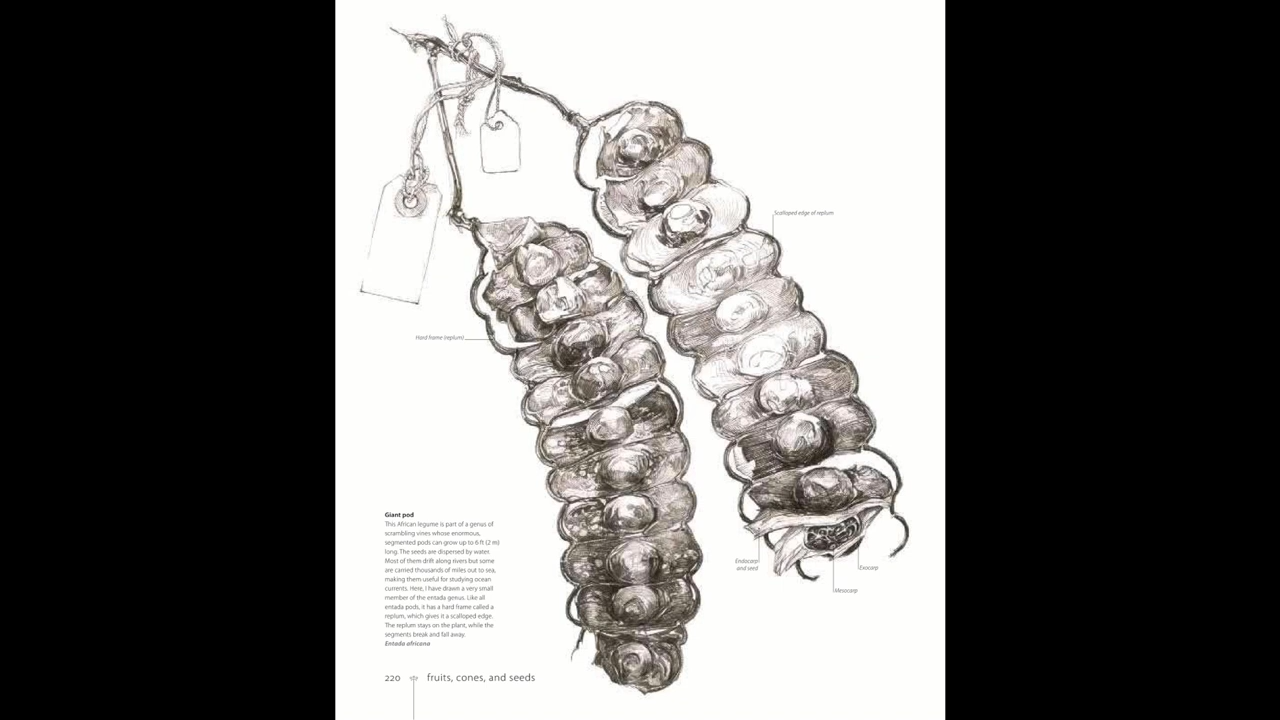 Scalloped edge of replum
Hard frame (replum)
Giant pod
This African legume is part of a genus of
scrambling vines whose enormous,
segmented pods can grow up to 6 ft (2 m)
long. The seeds are dispersed by water.
Most of them drift along rivers but some
are carried thousands of miles out to sea,
making them useful for studying ocean
currents. Here, I have drawn a very small
member of the entada genus. Like all
entada pods, it has a hard frame called a
replum, which gives it a scalloped edge.
The replum stays on the plant, while the
segments break and fall away.
Entada africana
Endocarp
and seed
Exocarp
Mesocarp
220
fruits, cones, and seeds